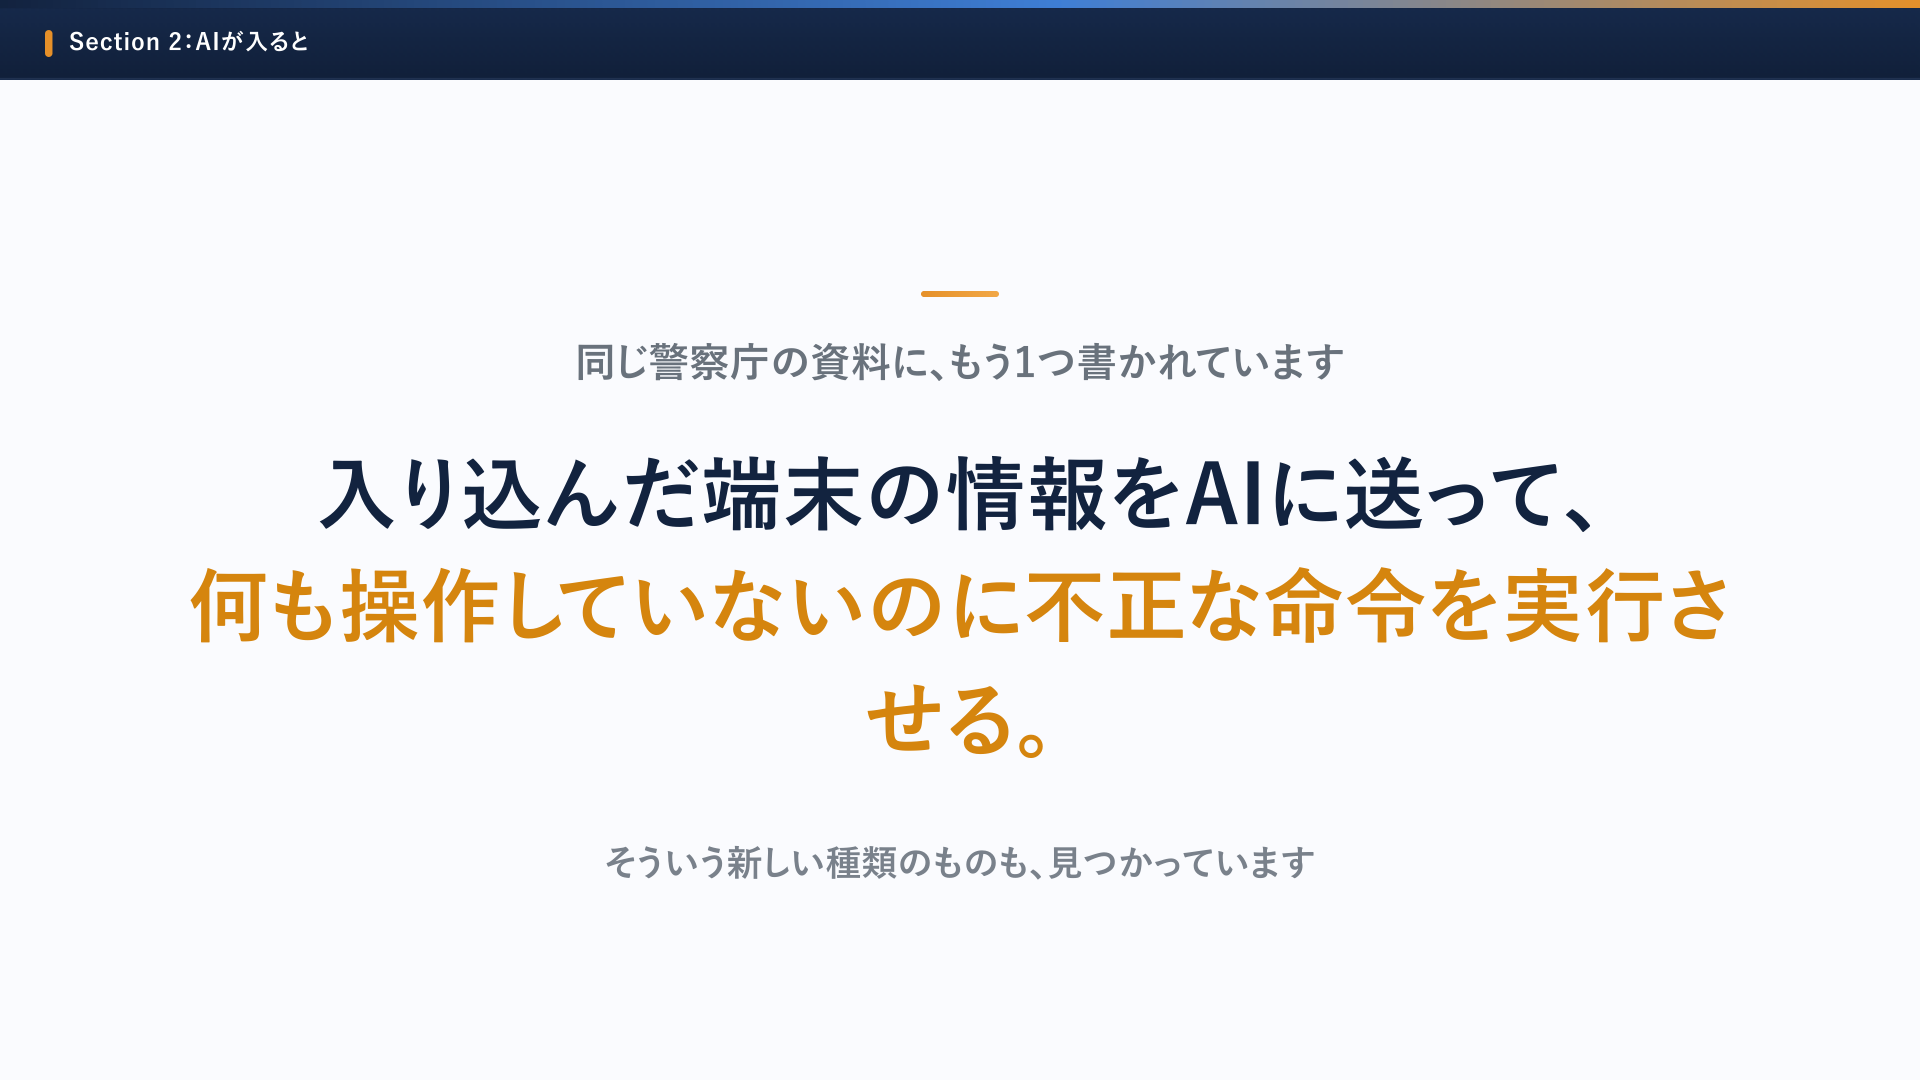 Section 2：AIが入ると
同じ警察庁の資料に、もう1つ書かれています
入り込んだ端末の情報をAIに送って、
何も操作していないのに不正な命令を実行さ
せる。
そういう新しい種類のものも、見つかっています